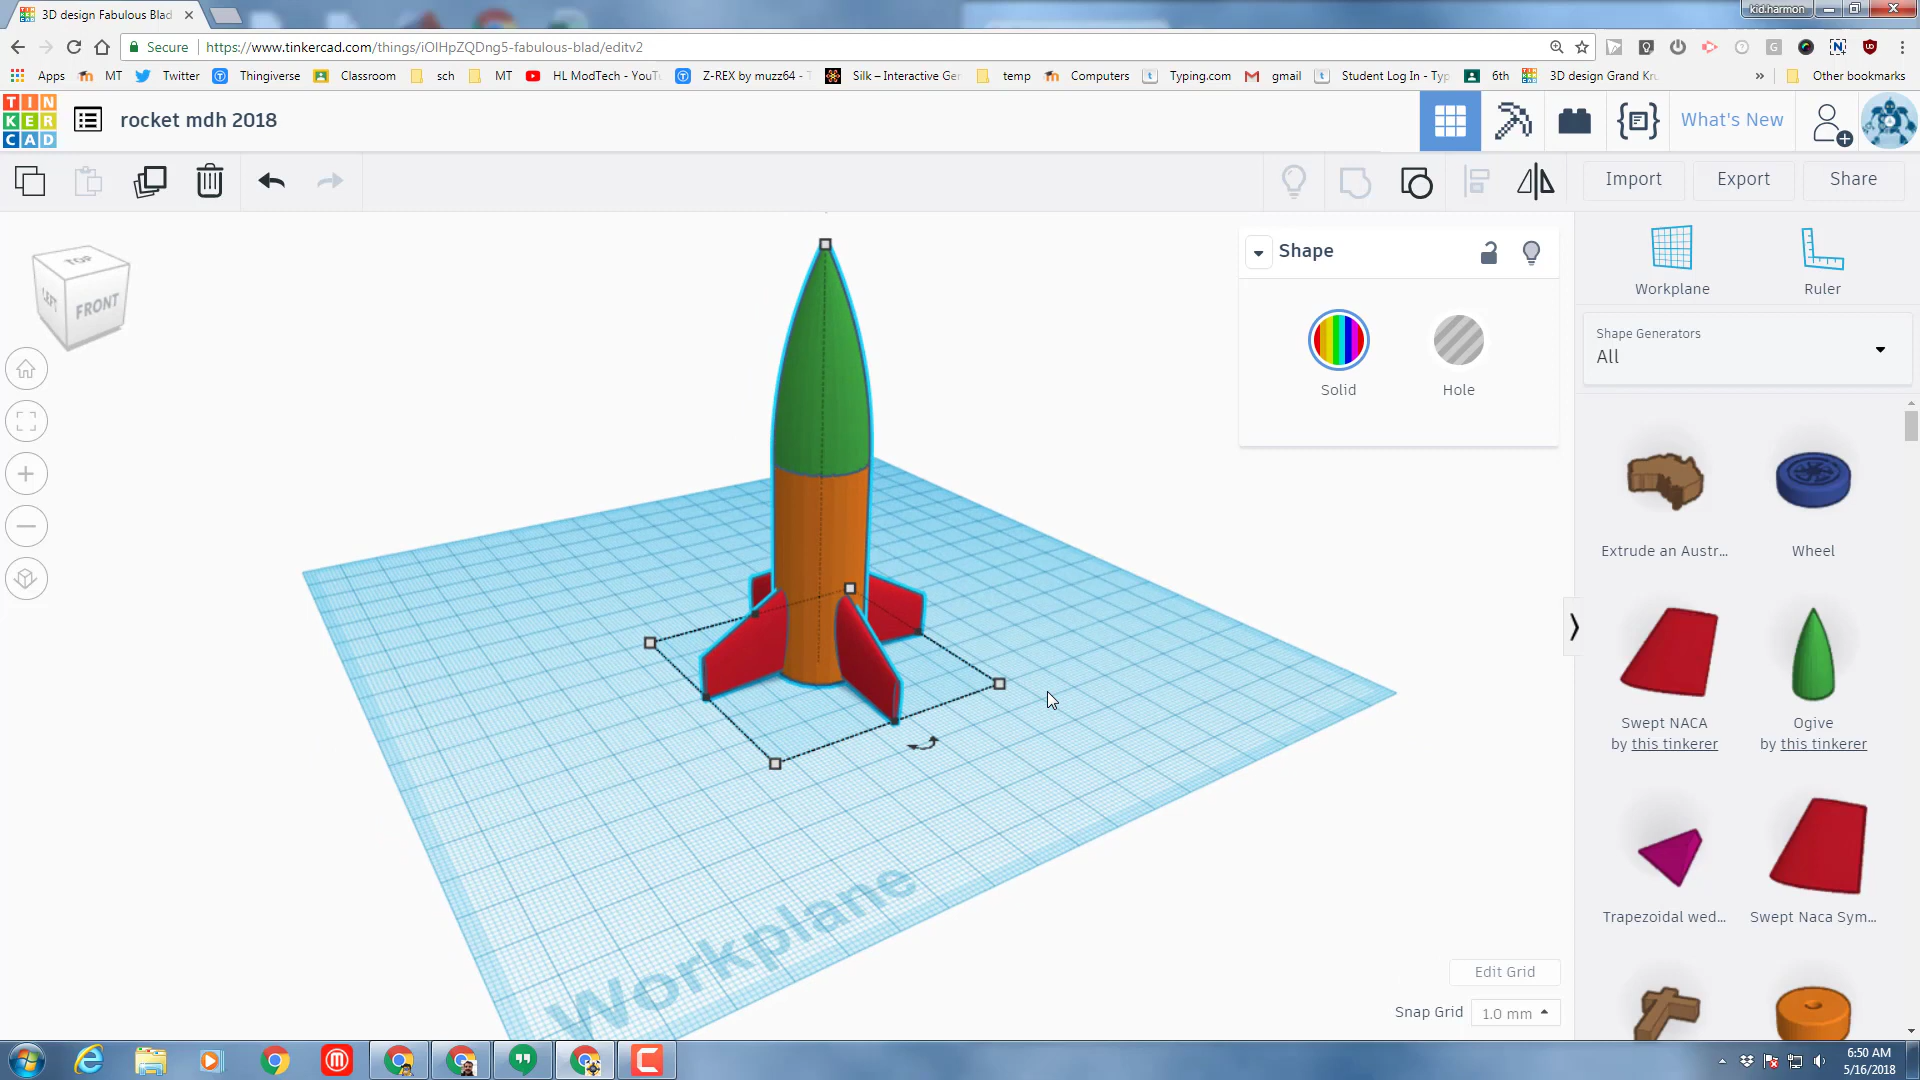 3D design Fabulous Blad
kid.harmon
Secure
https://www.tinkercad.com/things/iOlHpZQDng5-fabulous-blad/editv2
Apps
MT
Twitter
Thingiverse
Classroom
sch
MT
HL ModTech - YouTu
Z-REX by muzz64 - T
Silk – Interactive Gen
temp
Computers
Typing.com
gmail
Student Log In - Typ
6th
3D design Grand Kru
»
Other bookmarks
TIN
KER
CAD
rocket mdh 2018
What's New
Import
Export
Share
TOP
LEFT
FRONT
Shape
Solid
Hole
Workplane
Ruler
Shape Generators
All
Extrude an Austr...
Wheel
Swept NACA
by this tinkerer
Ogive
by this tinkerer
Trapezoidal wed...
Swept Naca Sym...
Workplane
Edit Grid
Snap Grid
1.0 mm
6:50 AM
5/16/2018